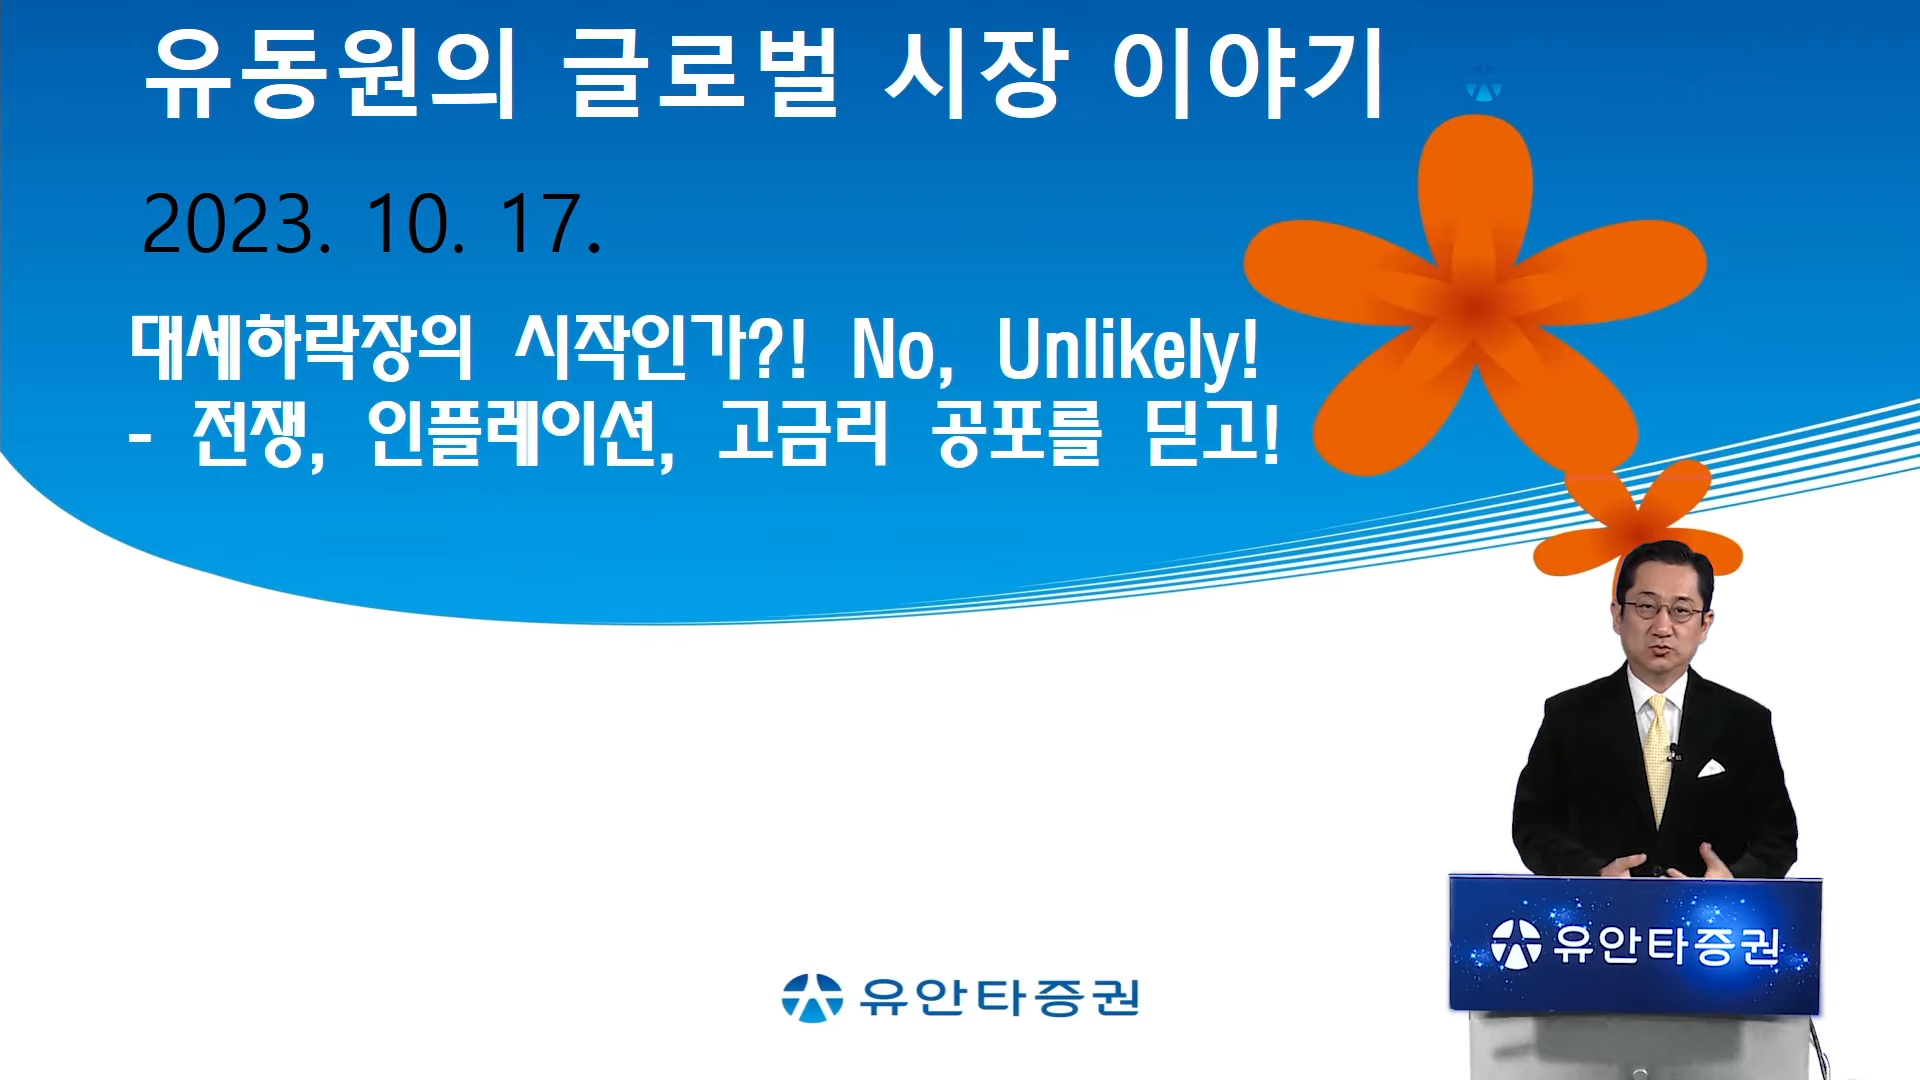 유동원의 글로벌 시장 이야기
2023. 10. 17.
대세하락장의 시작인가?! No, Unlikely!
- 전쟁, 인플레이션, 고금리 공포를 딛고!
유안타증권
유안타증권